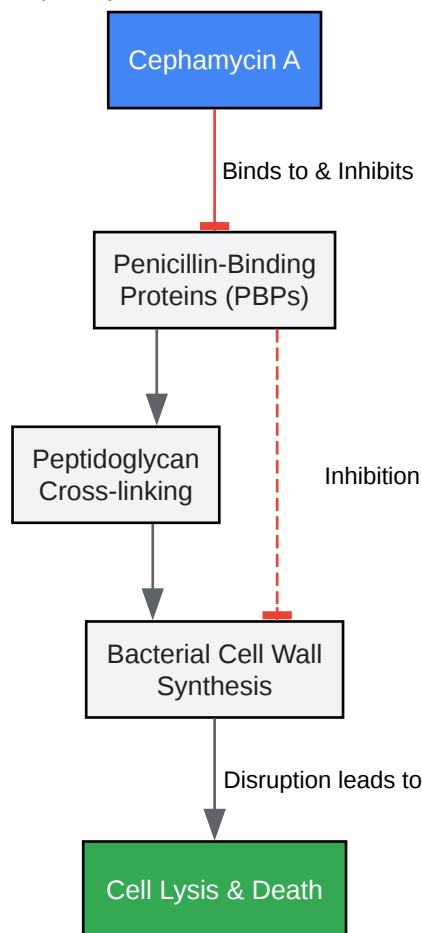 Cephamycin A
Binds to & Inhibits
Penicillin-Binding
Proteins (PBPs)
Peptidoglycan
Cross-linking
Inhibition
Bacterial Cell Wall
Synthesis
Disruption leads to
Cell Lysis & Death